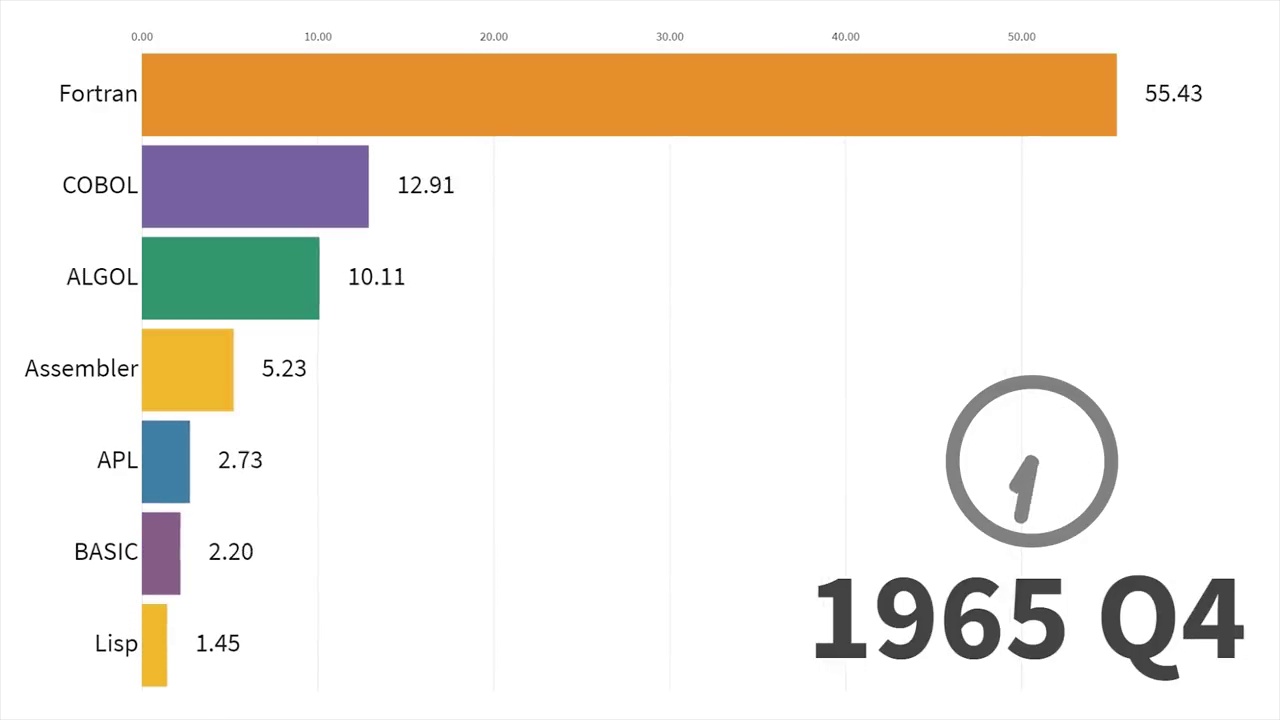 0.00 10.00 20.00 30.00 40.00 50.00
Fortran 55.43
COBOL 12.91
ALGOL 10.11
Assembler 5.23
APL 2.73
BASIC 2.20
Lisp 1.45
1965 Q4